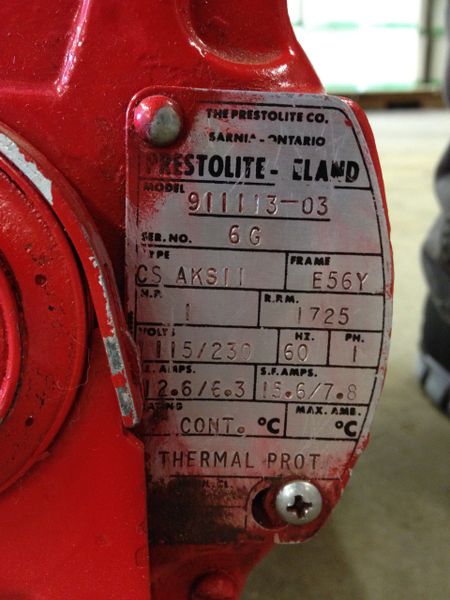 THE PRESTOLITE CO.
SARNIA-ONTARIO
PRESTOLITE- ELAND
MODEL
911113-03
SER. NO. 6G
TYPE FRAME
CS AKS11 E56Y
H.P. R.P.M.
1 1725
VOLTS HZ. PH.
115/230 60 1
AMPS. S.F. AMPS.
12.6/6.3 15.6/7.8
RATING MAX. AMB.
CONT. °C °C
THERMAL PROT